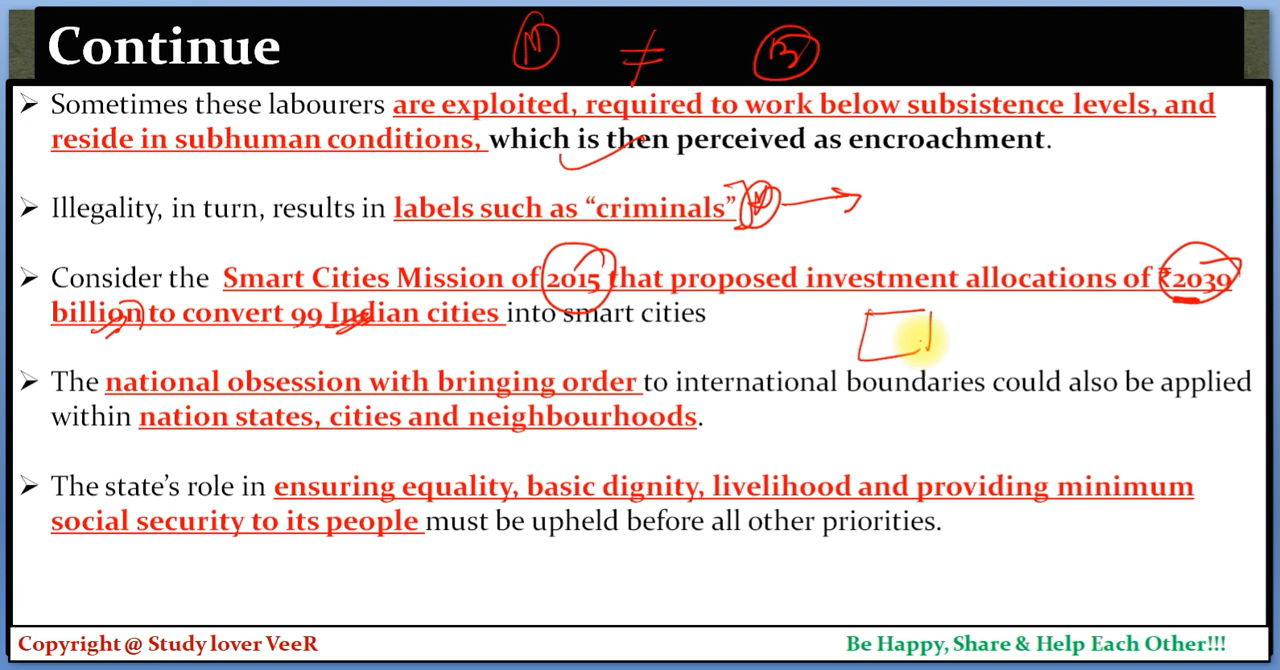 Continue
➢ Sometimes these labourers are exploited, required to work below subsistence levels, and
reside in subhuman conditions, which is then perceived as encroachment.
➢ Illegality, in turn, results in labels such as “criminals”
➢ Consider the Smart Cities Mission of 2015 that proposed investment allocations of ₹2039
billion to convert 99 Indian cities into smart cities
➢ The national obsession with bringing order to international boundaries could also be applied
within nation states, cities and neighbourhoods.
➢ The state’s role in ensuring equality, basic dignity, livelihood and providing minimum
social security to its people must be upheld before all other priorities.
Copyright @ Study lover VeeR
Be Happy, Share & Help Each Other!!!